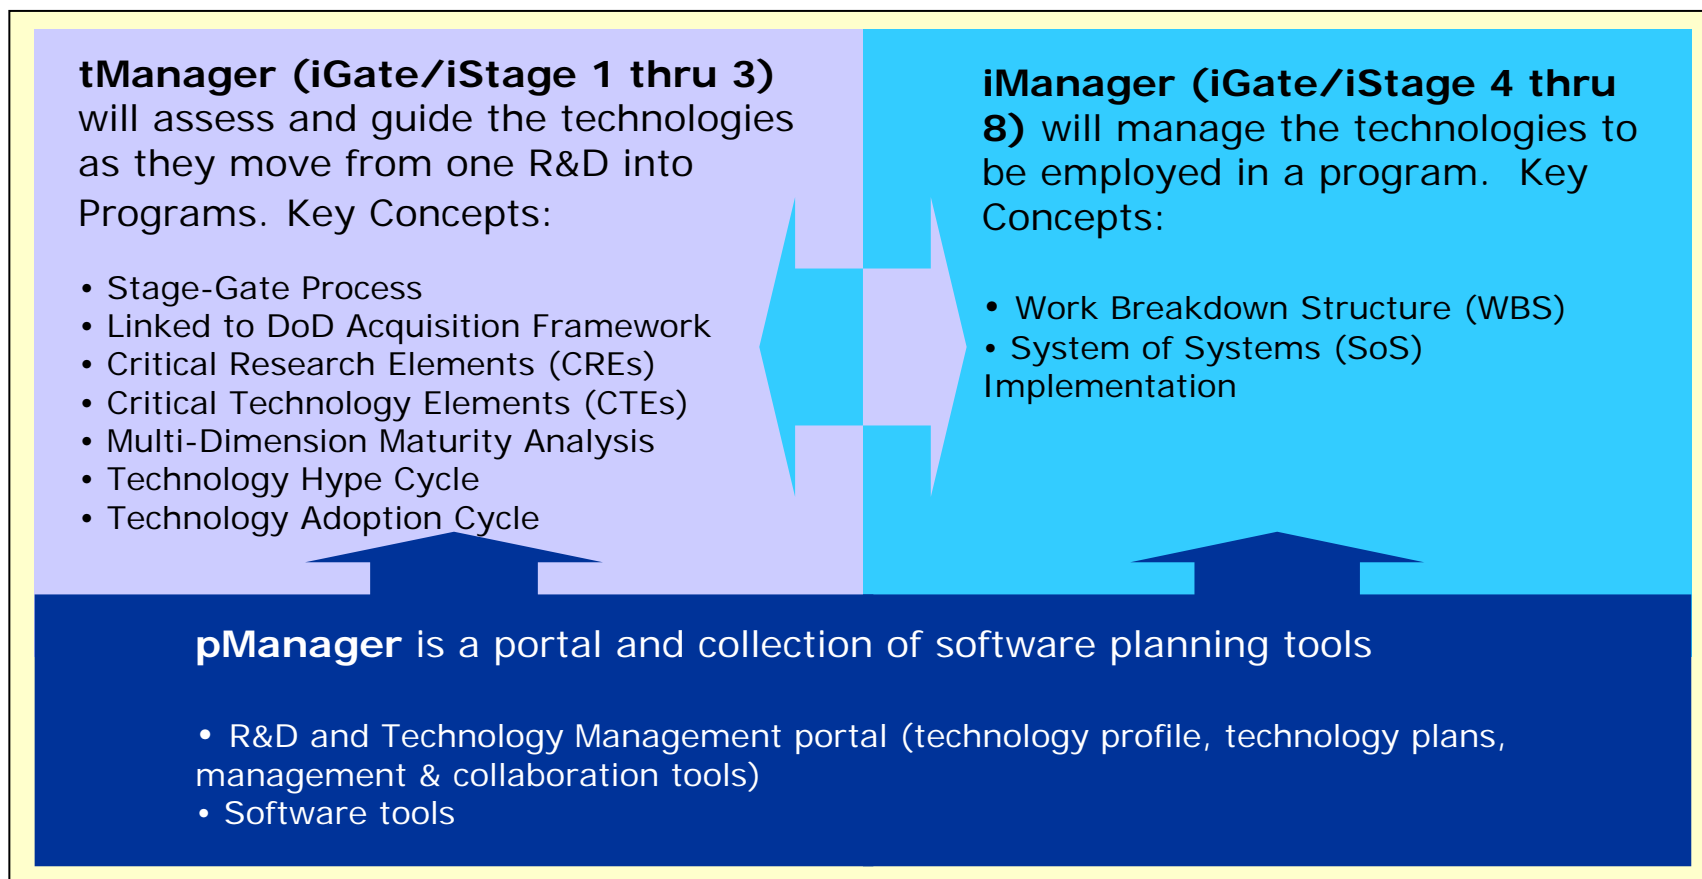 tManager (iGate/iStage 1 thru 3)
will assess and guide the technologies
as they move from one R&D into
Programs. Key Concepts:
• Stage-Gate Process
• Linked to DoD Acquisition Framework
• Critical Research Elements (CREs)
• Critical Technology Elements (CTEs)
• Multi-Dimension Maturity Analysis
• Technology Hype Cycle
• Technology Adoption Cycle
iManager (iGate/iStage 4 thru
8) will manage the technologies to
be employed in a program.  Key
Concepts:
• Work Breakdown Structure (WBS)
• System of Systems (SoS)
Implementation
pManager is a portal and collection of software planning tools
• R&D and Technology Management portal (technology profile, technology plans,
management & collaboration tools)
• Software tools